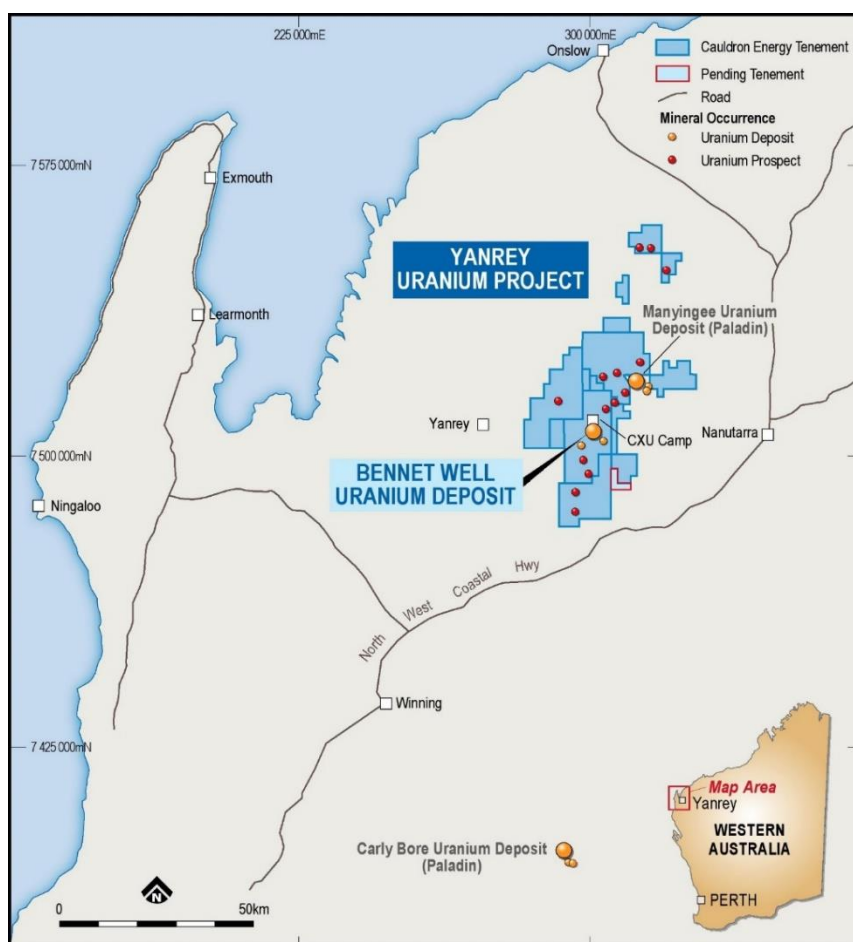 225 000mE
300 000mE
Onslow
Cauldron Energy Tenement
Pending Tenement
Road
Mineral Occurrence
Uranium Deposit
Uranium Prospect
7 575 000mN
Exmouth
YANREY
URANIUM PROJECT
Learmonth
Manyingee Uranium
Deposit (Paladin)
Yanrey
CXU Camp
Nanutarra
7 500 000mN
BENNET WELL
URANIUM DEPOSIT
Ningaloo
North West Coastal Hwy
Winning
7 425 000mN
Map Area
Yanrey
WESTERN
AUSTRALIA
Carly Bore Uranium Deposit
(Paladin)
N
0 50km
PERTH